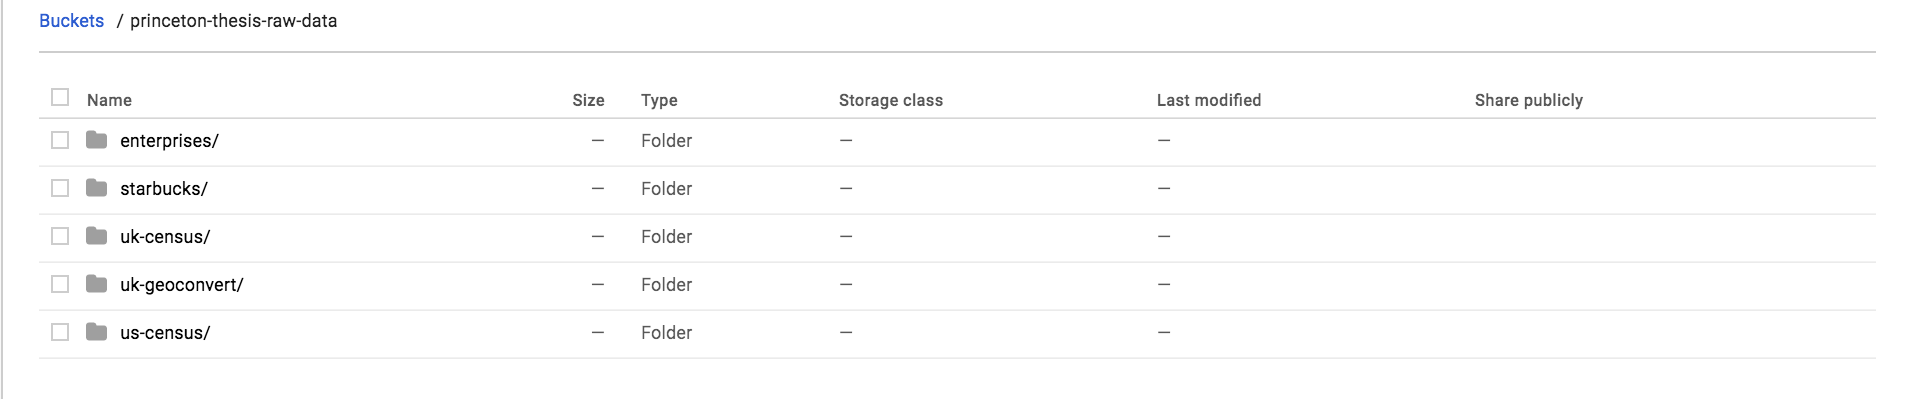 Buckets / princeton-thesis-raw-data
Name Size Type Storage class Last modified Share publicly
enterprises/ — Folder — —
starbucks/ — Folder — —
uk-census/ — Folder — —
uk-geoconvert/ — Folder — —
us-census/ — Folder — —